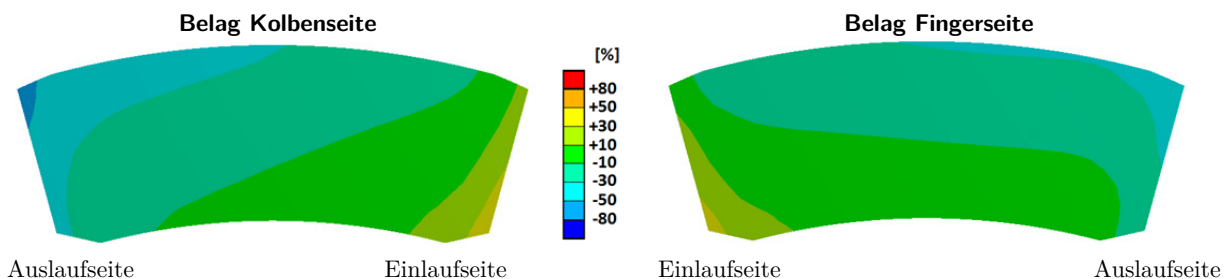 Belag Kolbenseite
Belag Fingerseite
[%]
+80
+50
+30
+10
-10
-30
-50
-80
Auslaufseite
Einlaufseite
Einlaufseite
Auslaufseite